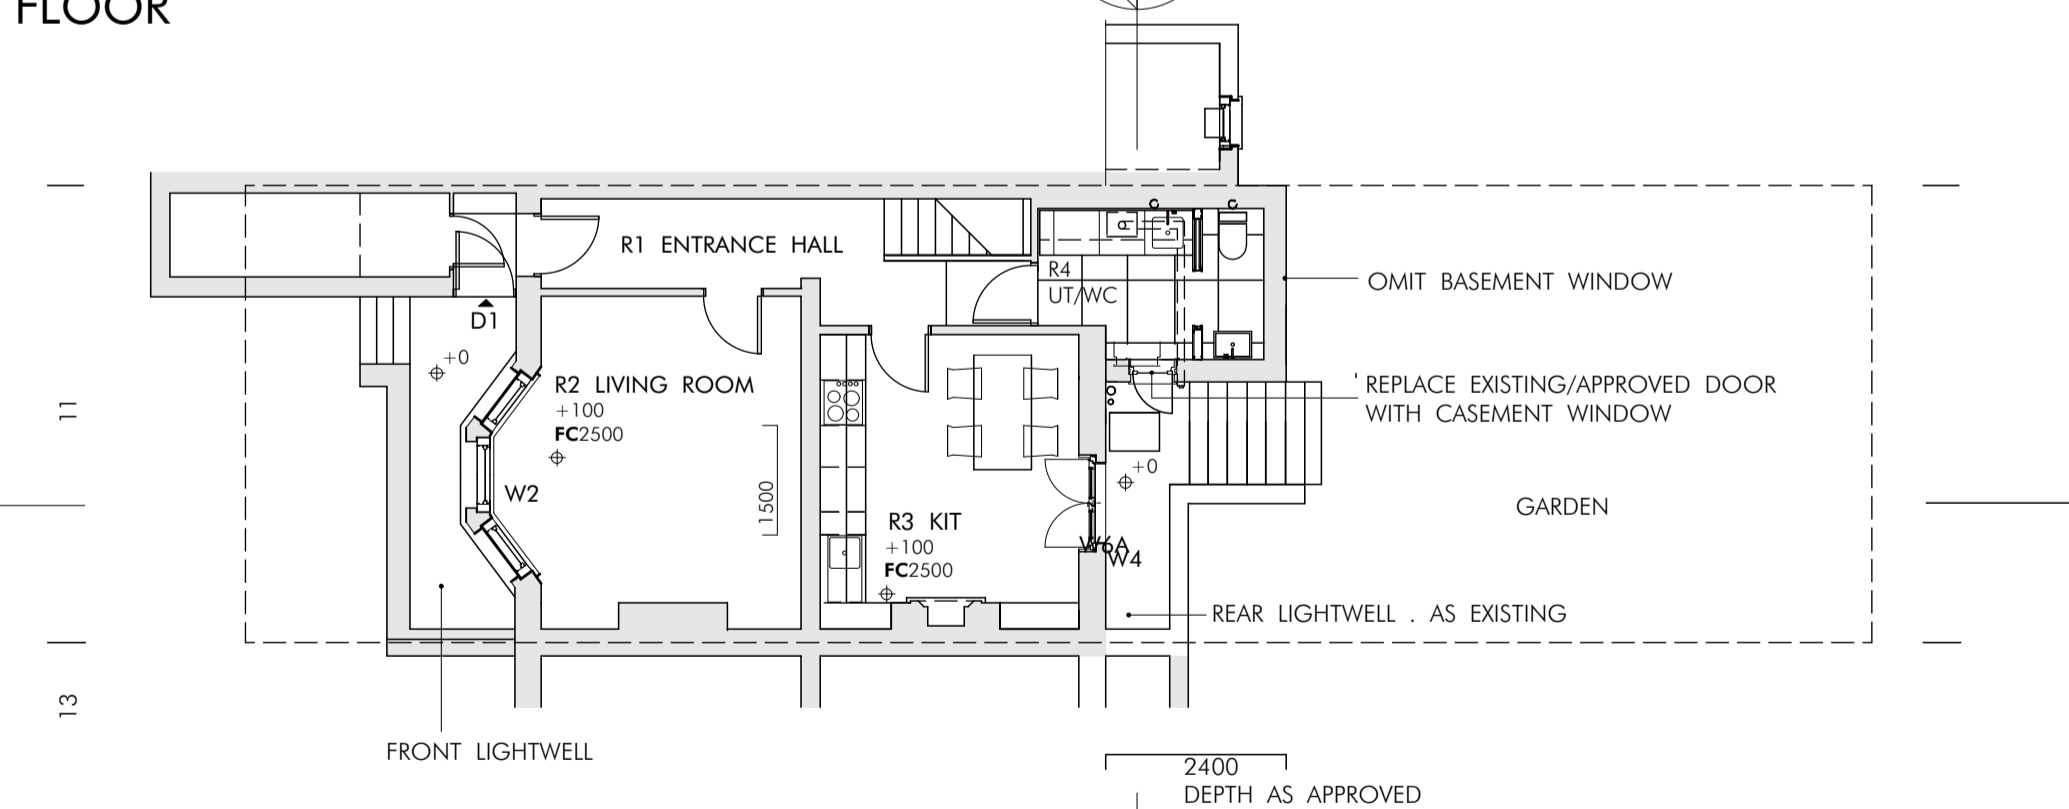 FLOOR
R1 ENTRANCE HALL
R4
UT/WC
OMIT BASEMENT WINDOW
D1
+0
R2 LIVING ROOM
+100
FC2500
W2
1500
R3 KIT
+100
FC2500
+0
W6A
W4
'REPLACE EXISTING/APPROVED DOOR
WITH CASEMENT WINDOW
GARDEN
REAR LIGHTWELL . AS EXISTING
11
13
FRONT LIGHTWELL
2400
DEPTH AS APPROVED